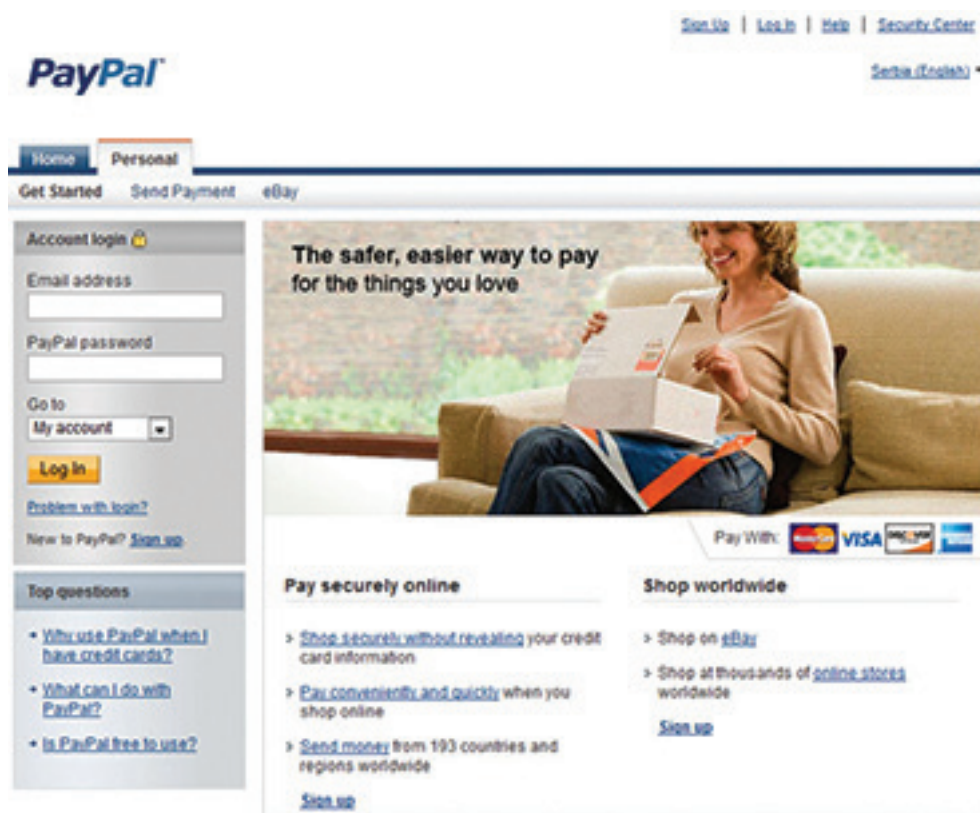 Sign Up | Log In | Help | Security Center
PayPal
Serbia (English)
Home Personal
Get Started Send Payment eBay
Account login
Email address
PayPal password
Go to
My account
Log In
Problem with login?
New to PayPal? Sign up.
Top questions
• Why use PayPal when I
have credit cards?
• What can I do with
PayPal?
• Is PayPal free to use?
The safer, easier way to pay
for the things you love
Pay With: MasterCard VISA DISCOVER
Pay securely online
› Shop securely without revealing your credit
card information
› Pay conveniently and quickly when you
shop online
› Send money from 193 countries and
regions worldwide
Sign up
Shop worldwide
› Shop on eBay
› Shop at thousands of online stores
worldwide
Sign up